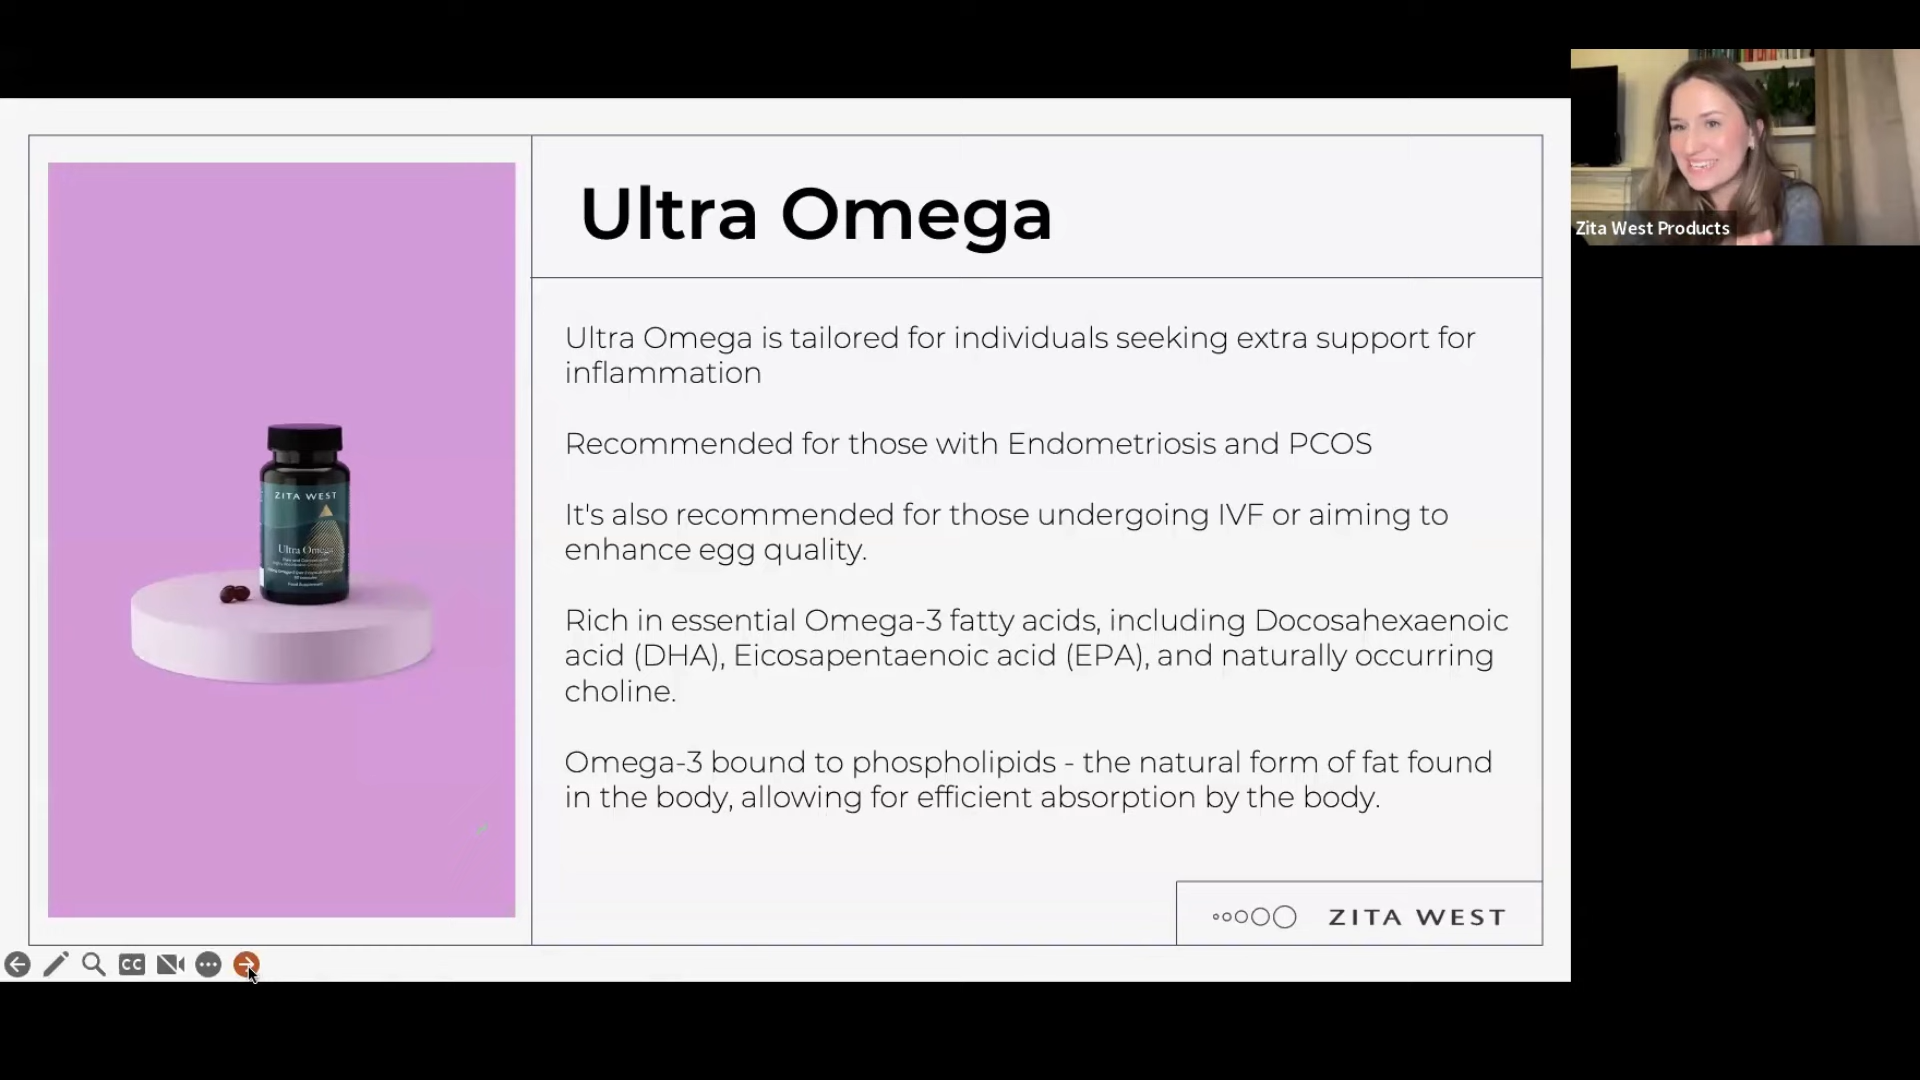 Ultra Omega
Ultra Omega is tailored for individuals seeking extra support for
inflammation
Recommended for those with Endometriosis and PCOS
It's also recommended for those undergoing IVF or aiming to
enhance egg quality.
Rich in essential Omega-3 fatty acids, including Docosahexaenoic
acid (DHA), Eicosapentaenoic acid (EPA), and naturally occurring
choline.
Omega-3 bound to phospholipids - the natural form of fat found
in the body, allowing for efficient absorption by the body.
ZITA WEST
ZITA WEST
Ultra Omega
Food Supplement
CC
Zita West Products